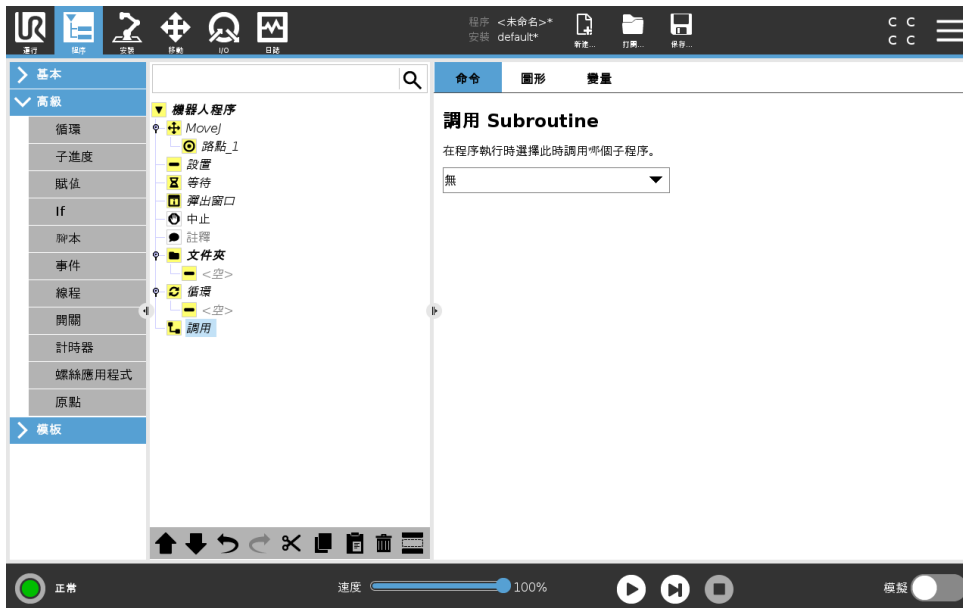 UR
運行
程序
安裝
移動
I/O
日誌
程序 <未命名>*
安裝 default*
新建...
打開...
保存...
C C
C C
基本
高級
循環
子進度
賦值
If
腳本
事件
線程
開關
計時器
螺絲應用程式
原點
模板
機器人程序
MoveJ
路點_1
設置
等待
彈出窗口
中止
註釋
文件夾
<空>
循環
<空>
調用
命令 圖形 變量
調用 Subroutine
在程序執行時選擇此時調用哪個子程序。
無
正常
速度 100%
模擬